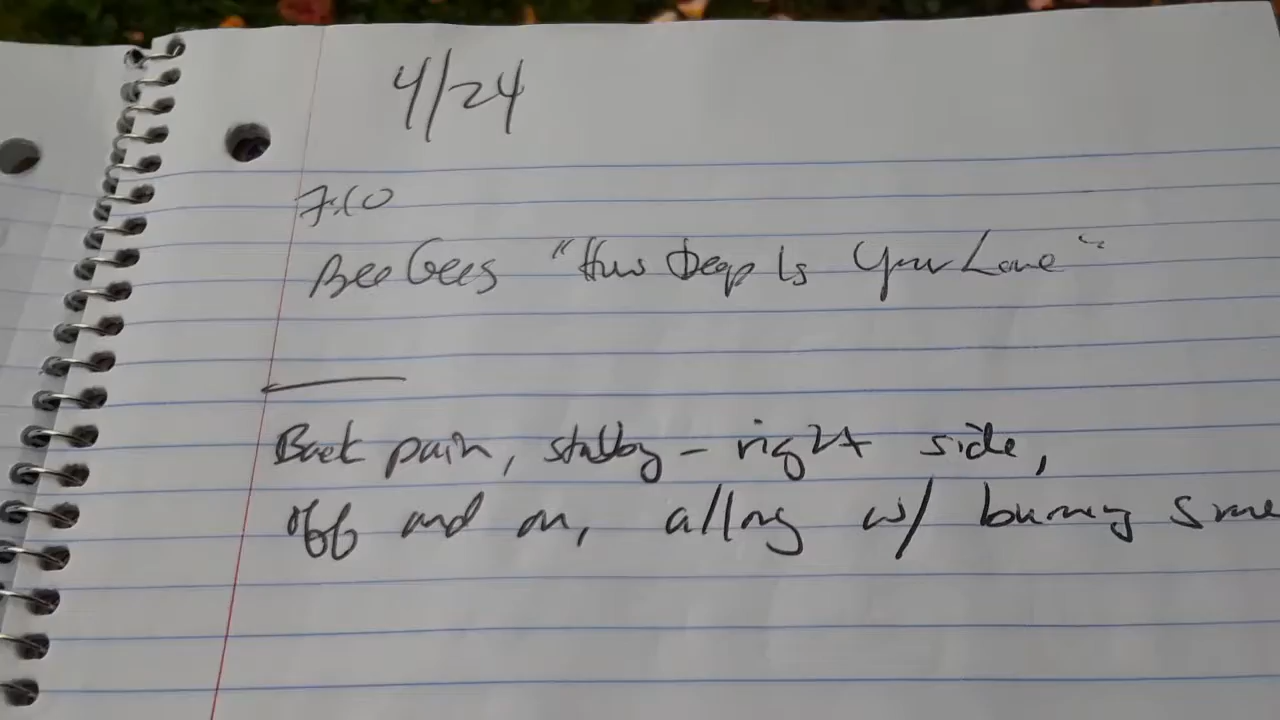 4/24
7:10
Bee Gees "How Deep Is Your Love"
Back pain, stabby - right side,
off and on, along w/ burning